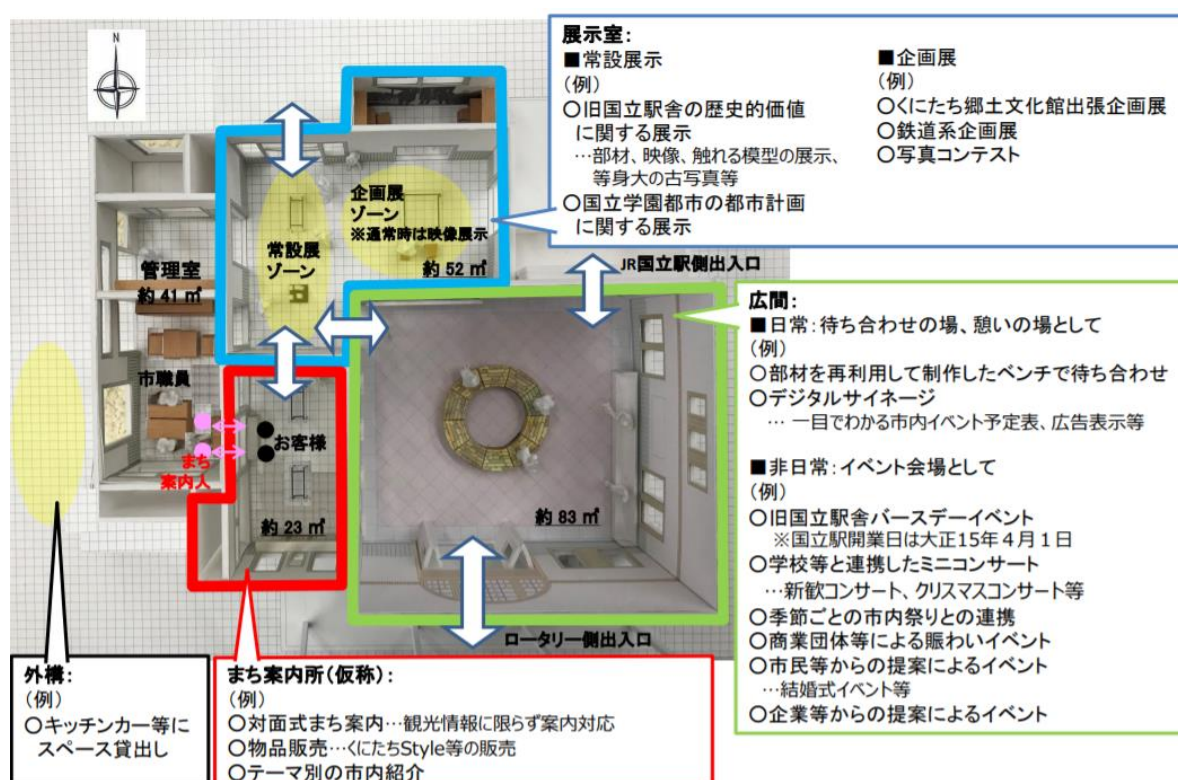 N
展示室:
■常設展示
(例)
○旧国立駅舎の歴史的価値
に関する展示
…部材、映像、触れる模型の展示、
等身大の古写真等
○国立学園都市の都市計画
に関する展示
■企画展
(例)
○くにたち郷土文化館出張企画展
○鉄道系企画展
○写真コンテスト
企画展
ゾーン
※通常時は映像展示
常設展
ゾーン
約 52 ㎡
管理室
約 41 ㎡
JR国立駅側出入口
市職員
お客様
まち
案内人
約 23 ㎡
約 83 ㎡
ロータリー側出入口
広間:
■日常:待ち合わせの場、憩いの場として
(例)
○部材を再利用して制作したベンチで待ち合わせ
○デジタルサイネージ
… 一目でわかる市内イベント予定表、広告表示等
■非日常:イベント会場として
(例)
○旧国立駅舎バースデーイベント
※国立駅開業日は大正15年4月1日
○学校等と連携したミニコンサート
…新歓コンサート、クリスマスコンサート等
○季節ごとの市内祭りとの連携
○商業団体等による賑わいイベント
○市民等からの提案によるイベント
…結婚式イベント等
○企業等からの提案によるイベント
外構:
(例)
○キッチンカー等に
スペース貸出し
まち案内所(仮称):
(例)
○対面式まち案内…観光情報に限らず案内対応
○物品販売…くにたちStyle等の販売
○テーマ別の市内紹介